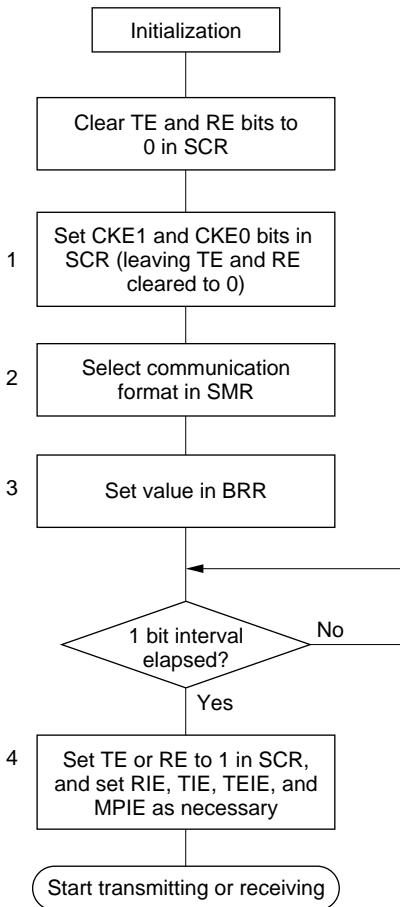 Initialization
Clear TE and RE bits to
0 in SCR
1
Set CKE1 and CKE0 bits in
SCR (leaving TE and RE
cleared to 0)
2
Select communication
format in SMR
3
Set value in BRR
1 bit interval
elapsed?
No
Yes
4
Set TE or RE to 1 in SCR,
and set RIE, TIE, TEIE, and
MPIE as necessary
Start transmitting or receiving